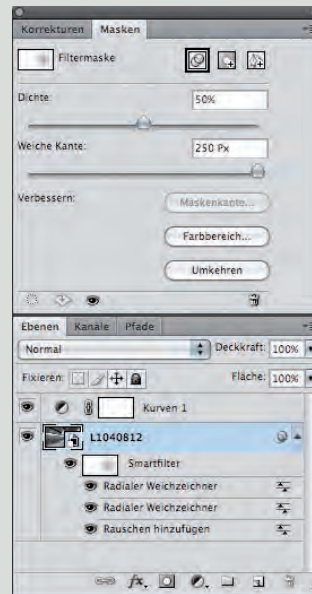 Korrekturen Masken
Filtermaske
Dichte: 50%
Weiche Kante: 250 Px
Verbessern: Maskenkante...
Farbbereich...
Umkehren
Ebenen Kanäle Pfade
Normal Deckkraft: 100%
Fixieren: Fläche: 100%
Kurven 1
L1040812
Smartfilter
Radialer Weichzeichner
Radialer Weichzeichner
Rauschen hinzufügen
fx.